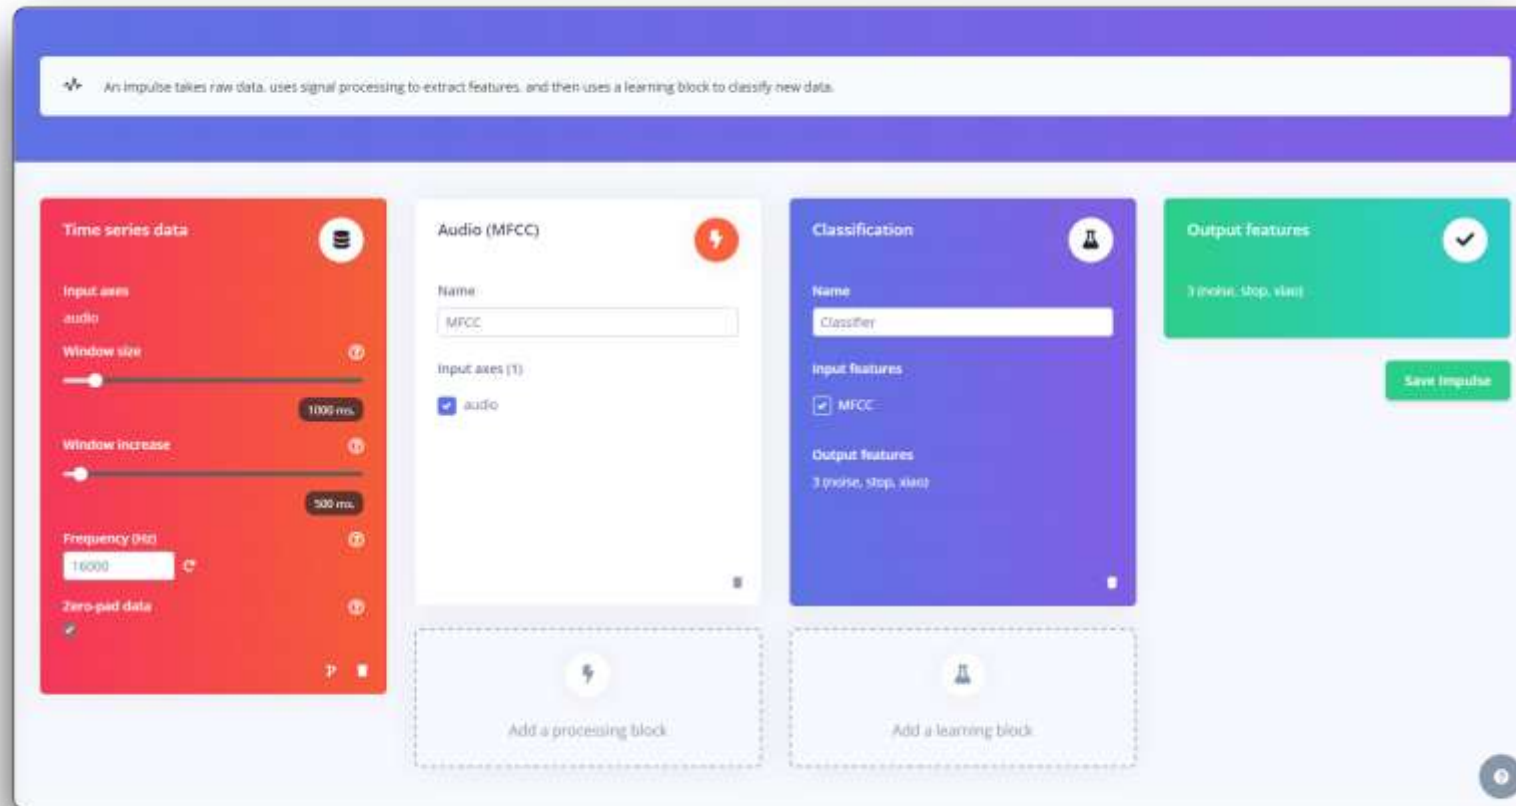 An impulse takes raw data, uses signal processing to extract features, and then uses a learning block to classify new data.
Time series data
Input axes
audio
Window size
1000 ms.
Window increase
500 ms.
Frequency (Hz)
16000
Zero-pad data
Audio (MFCC)
Name
MFCC
Input axes (1)
audio
Add a processing block
Classification
Name
Classifier
Input features
MFCC
Output features
3 (noise, stop, xiao)
Add a learning block
Output features
3 (noise, stop, xiao)
Save Impulse